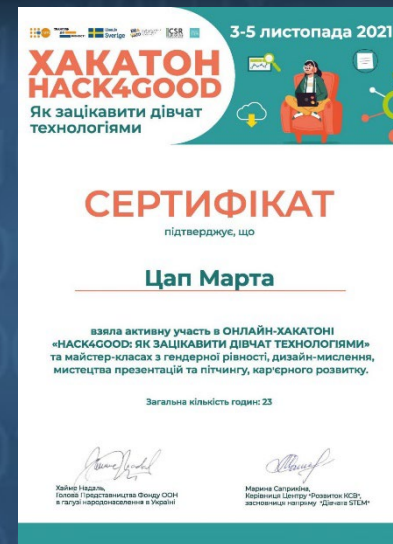 Sverige
ICSR
3-5 листопада 2021
ХАКАТОН
HACK4GOOD
Як зацікавити дівчат
технологіями
СЕРТИФІКАТ
підтверджує, що
Цап Марта
взяла активну участь в ОНЛАЙН-ХАКАТОНІ
«HACK4GOOD: ЯК ЗАЦІКАВИТИ ДІВЧАТ ТЕХНОЛОГІЯМИ»
та майстер-класах з гендерної рівності, дизайн-мислення,
мистецтва презентацій та пітчингу, кар'єрного розвитку.
Загальна кількість годин: 23
Хайме Надаль,
Голова Представництва Фонду ООН
в галузі народонаселення в Україні
Марина Саприкіна,
Керівниця Центру "Розвиток КСВ",
засновниця напряму "Дівчата STEM"